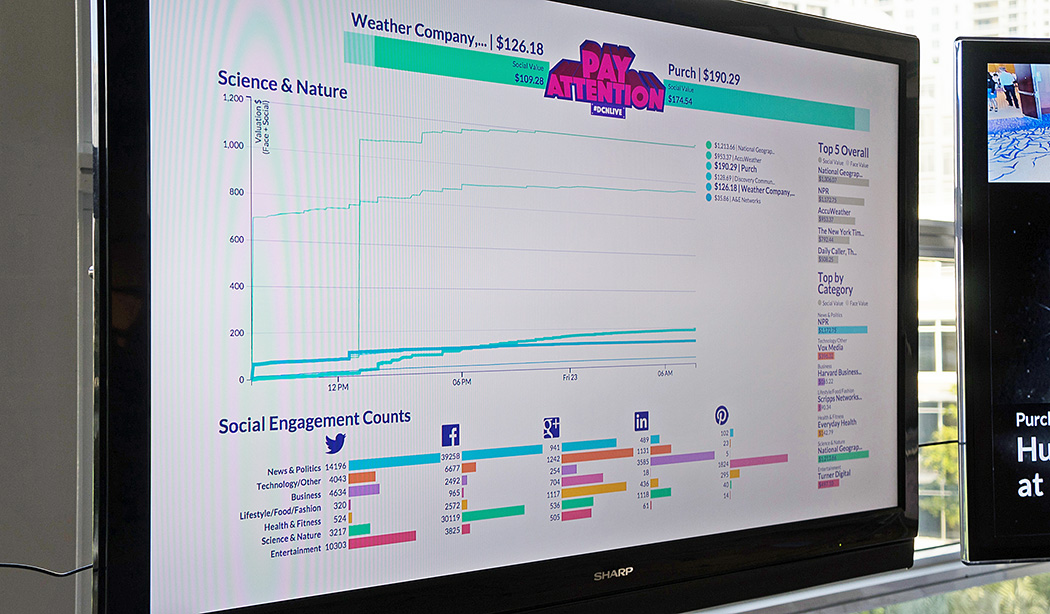 Weather Company,... | $126.18
Social Value
$109.28
PAY
ATTENTION
#DCNLIVE
Purch | $190.29
Social Value
$174.54
Science & Nature
Valuation $
(Face + Social)
1,200
1,000
800
600
400
200
0
12 PM
06 PM
Fri 23
06 AM
$1,213.66 | National Geograp...
$953.37 | AccuWeather
$190.29 | Purch
$128.69 | Discovery Commun...
$126.18 | Weather Company,...
$35.86 | A&E Networks
Top 5 Overall
Social Value Face Value
National Geograp...
NPR
AccuWeather
$953.37
The New York Tim...
Daily Caller, Th...
Top by
Category
Social Value Face Value
News & Politics
NPR
Technology/Other
Vox Media
Business
Harvard Business...
Lifestyle/Food/Fashion
Scripps Networks...
Health & Fitness
Everyday Health
Science & Nature
National Geograp...
Entertainment
Turner Digital
Social Engagement Counts
g+
in
News & Politics 14196 39258 941 489 102
Technology/Other 4043 6677 1242 1131 23
Business 4634 2492 254 3585 5
Lifestyle/Food/Fashion 320 965 704 18 1824
Health & Fitness 524 2572 1117 436 295
Science & Nature 3217 30119 536 1118 40
Entertainment 10303 3825 505 61 14
SHARP
Purch
Hu
at